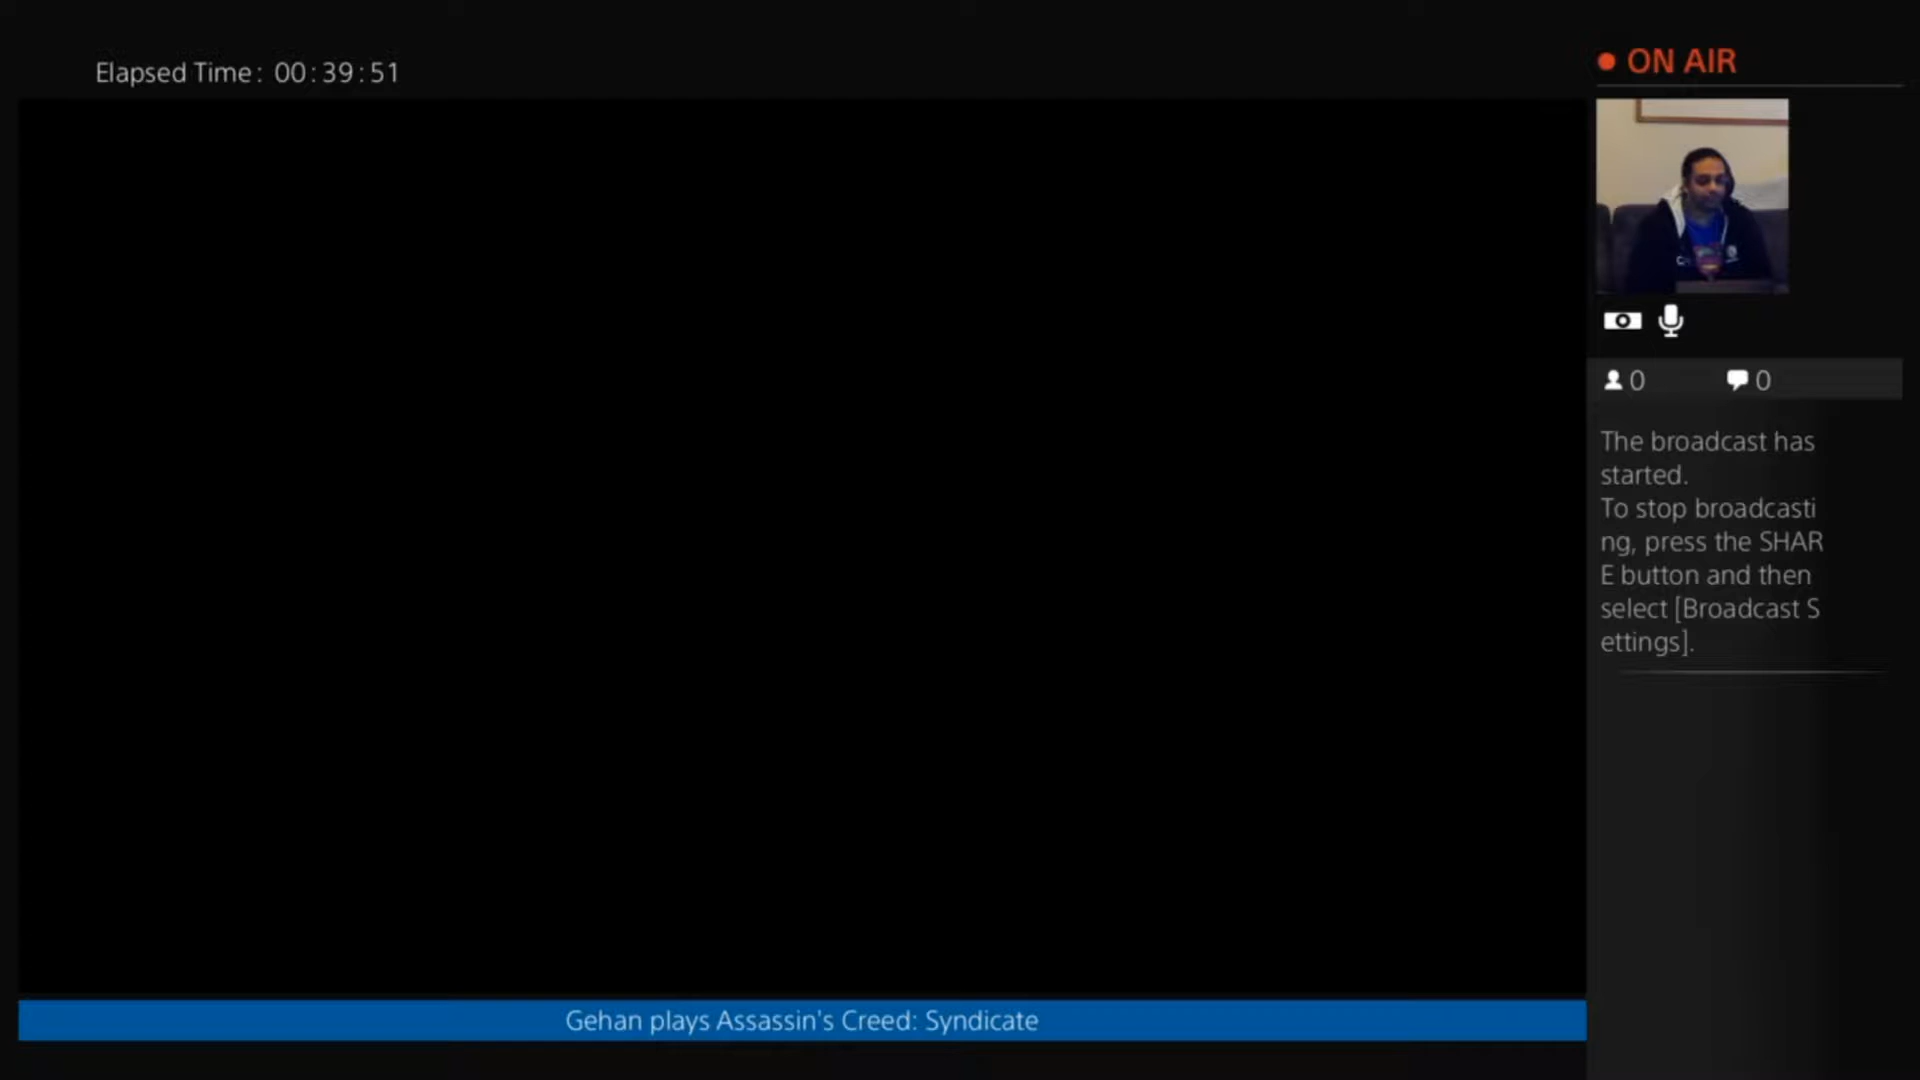 Elapsed Time: 00:39:51
ON AIR
0 0
The broadcast has
started.
To stop broadcasti
ng, press the SHAR
E button and then
select [Broadcast S
ettings].
Gehan plays Assassin's Creed: Syndicate